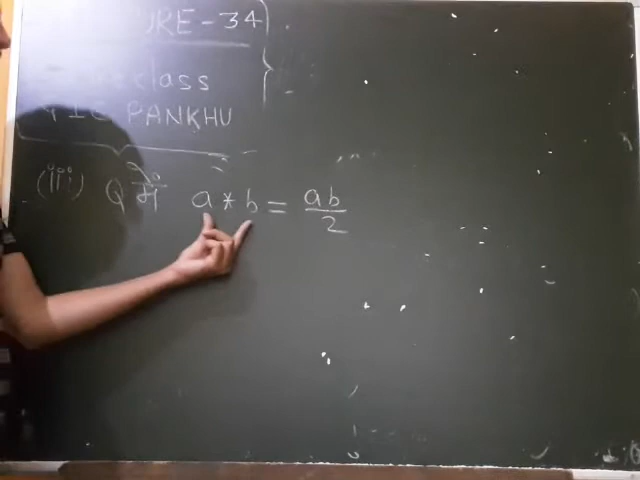 URE-34
class
PANKHU
(iii) Q में a * b = ab/2